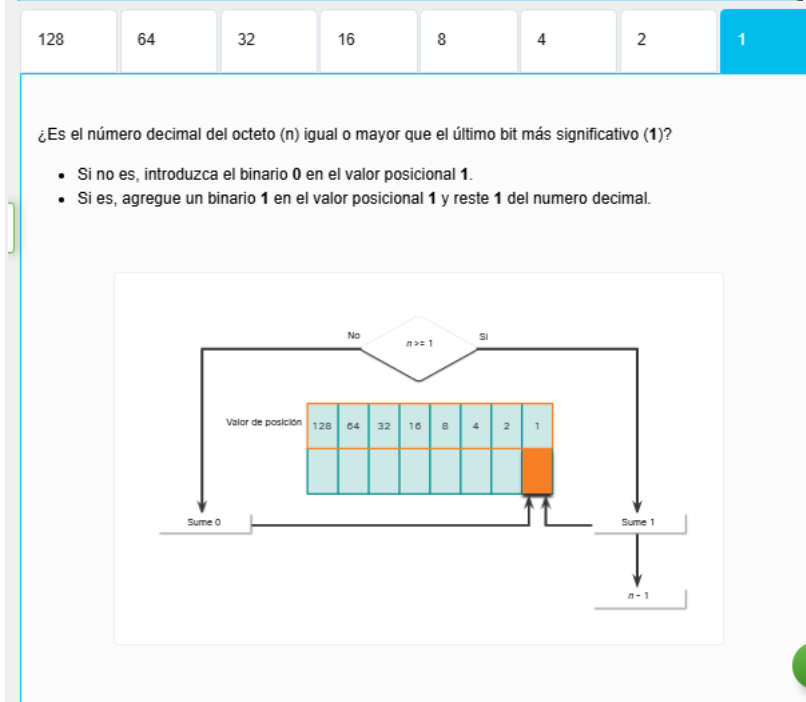 128 64 32 16 8 4 2 1
¿Es el número decimal del octeto (n) igual o mayor que el último bit más significativo (1)?
Si no es, introduzca el binario 0 en el valor posicional 1.
Si es, agregue un binario 1 en el valor posicional 1 y reste 1 del numero decimal.
No n >= 1 Si
Valor de posición 128 64 32 16 8 4 2 1
Sume 0 Sume 1
n - 1